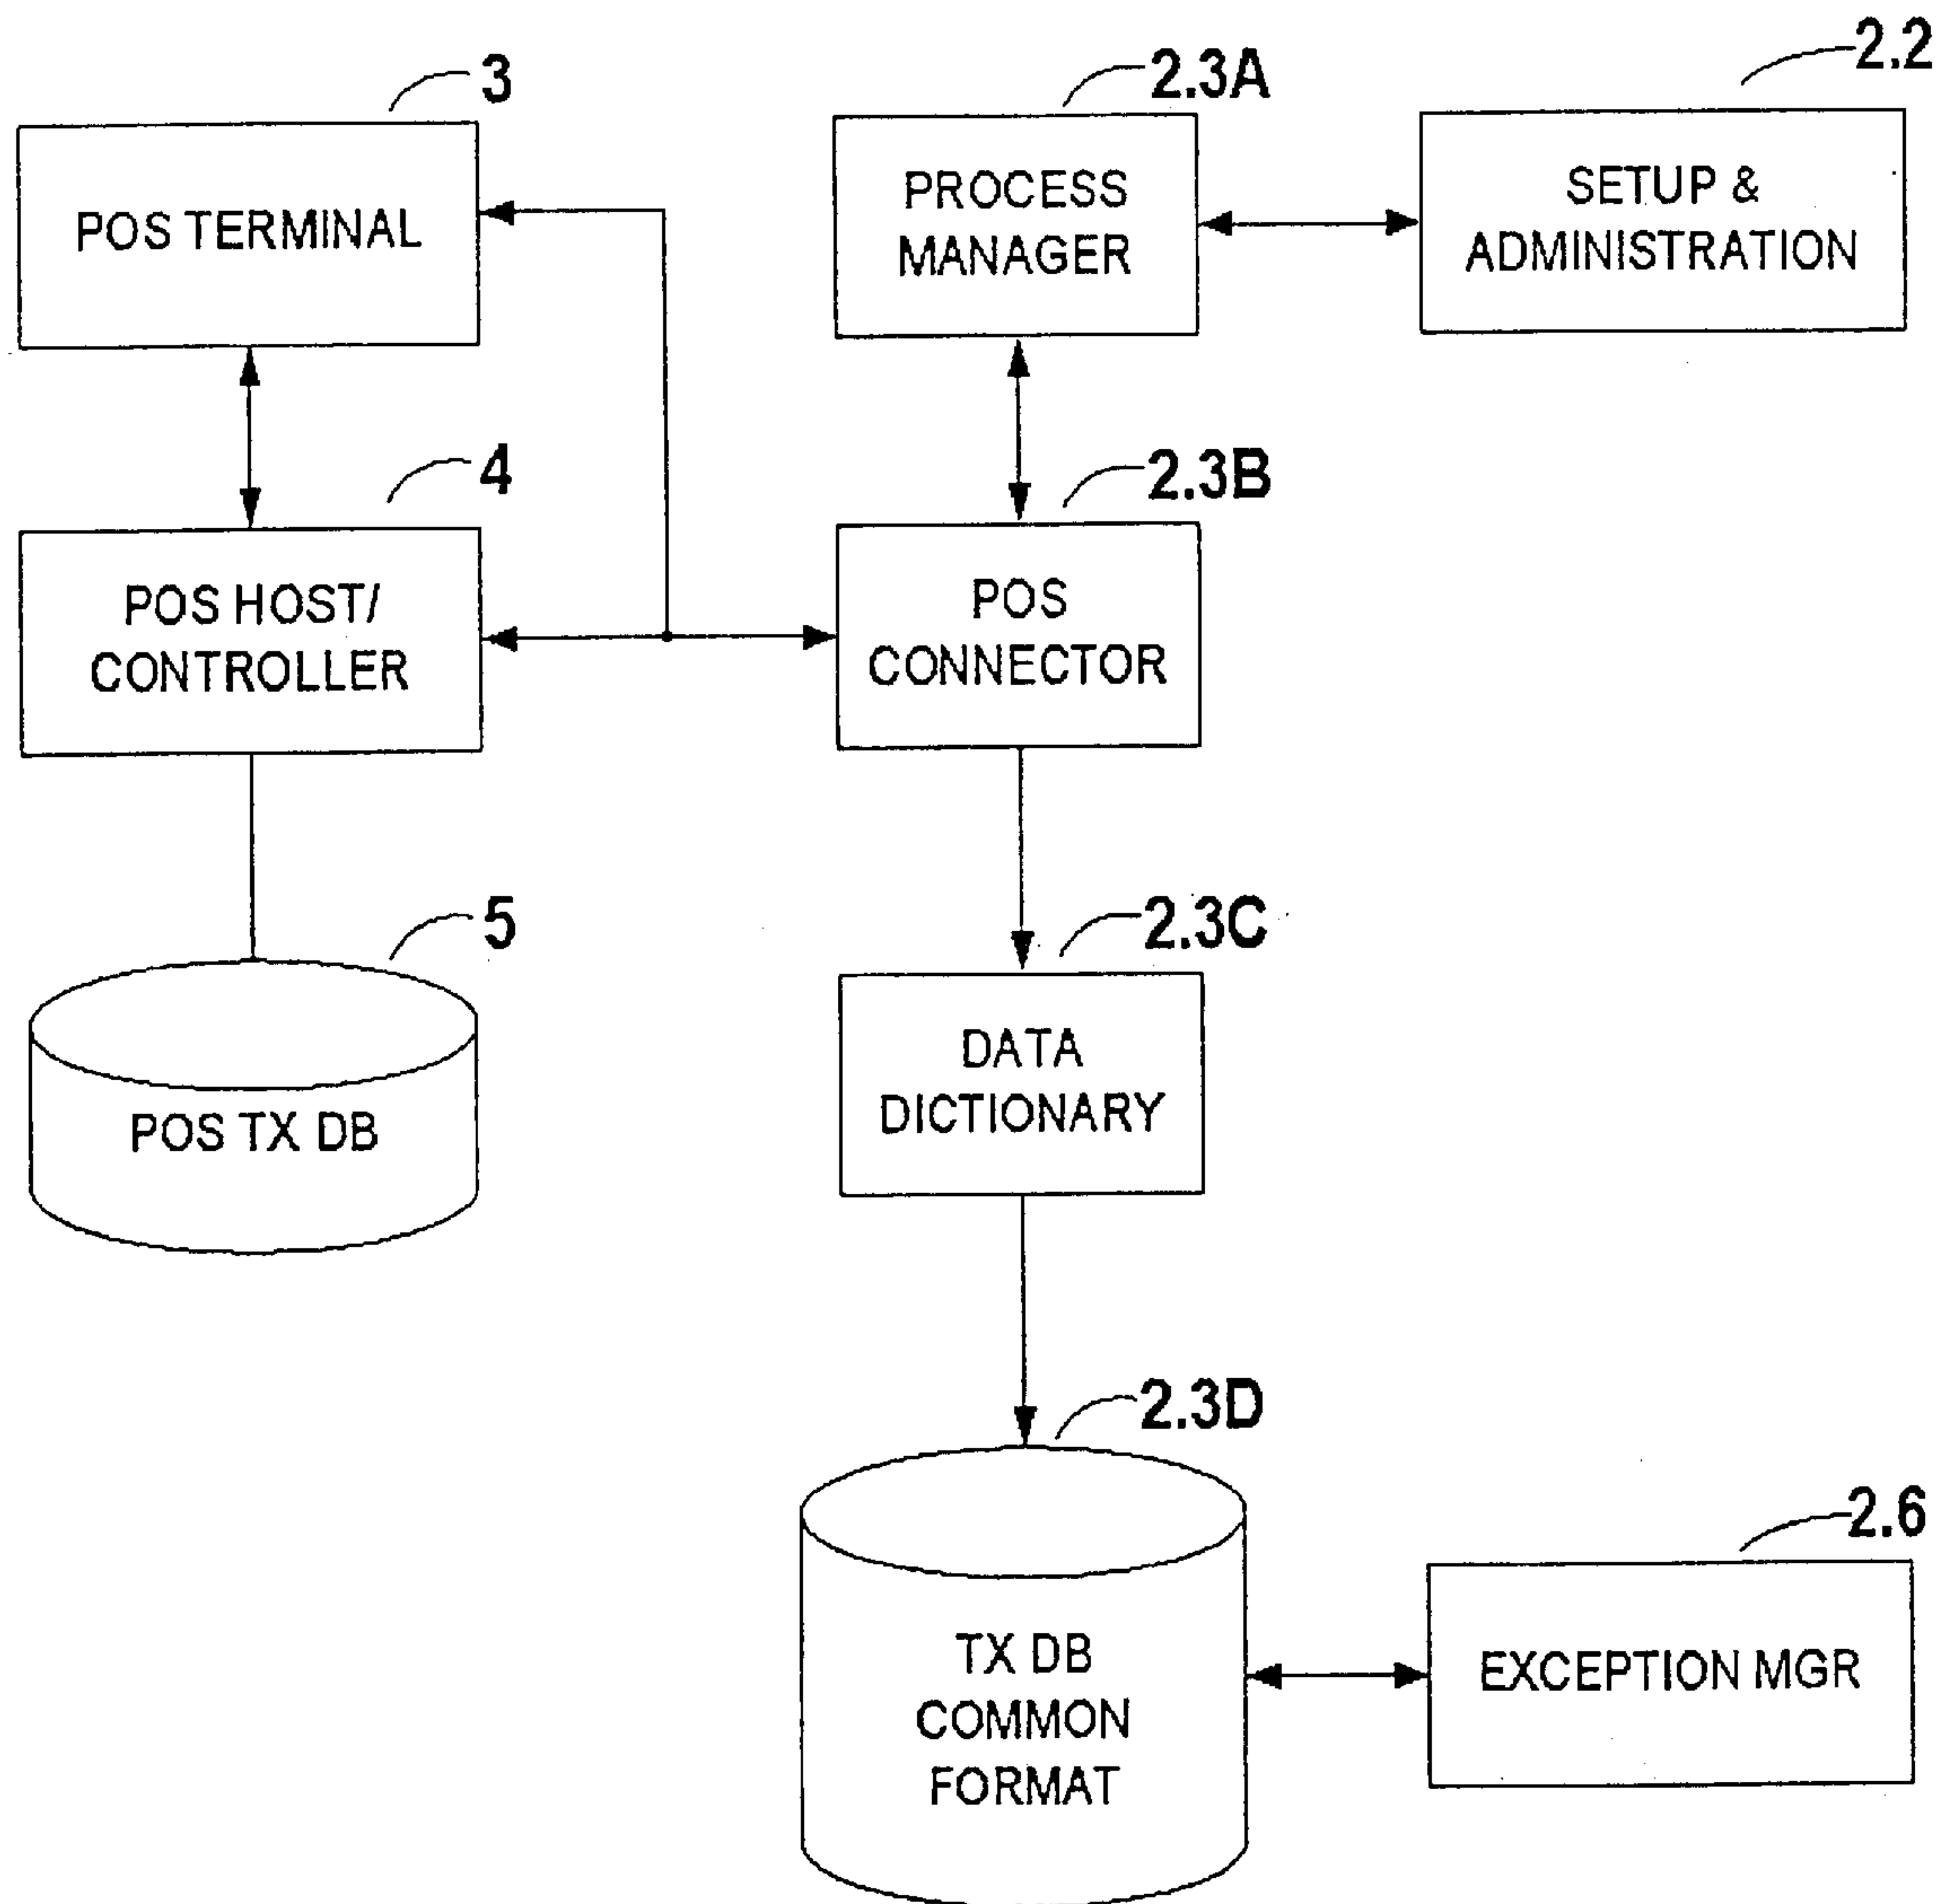 3
POS TERMINAL
2.3A
PROCESS
MANAGER
2.2
SETUP &
ADMINISTRATION
4
POS HOST/
CONTROLLER
2.3B
POS
CONNECTOR
5
POS TX DB
2.3C
DATA
DICTIONARY
2.3D
TX DB
COMMON
FORMAT
2.6
EXCEPTION MGR